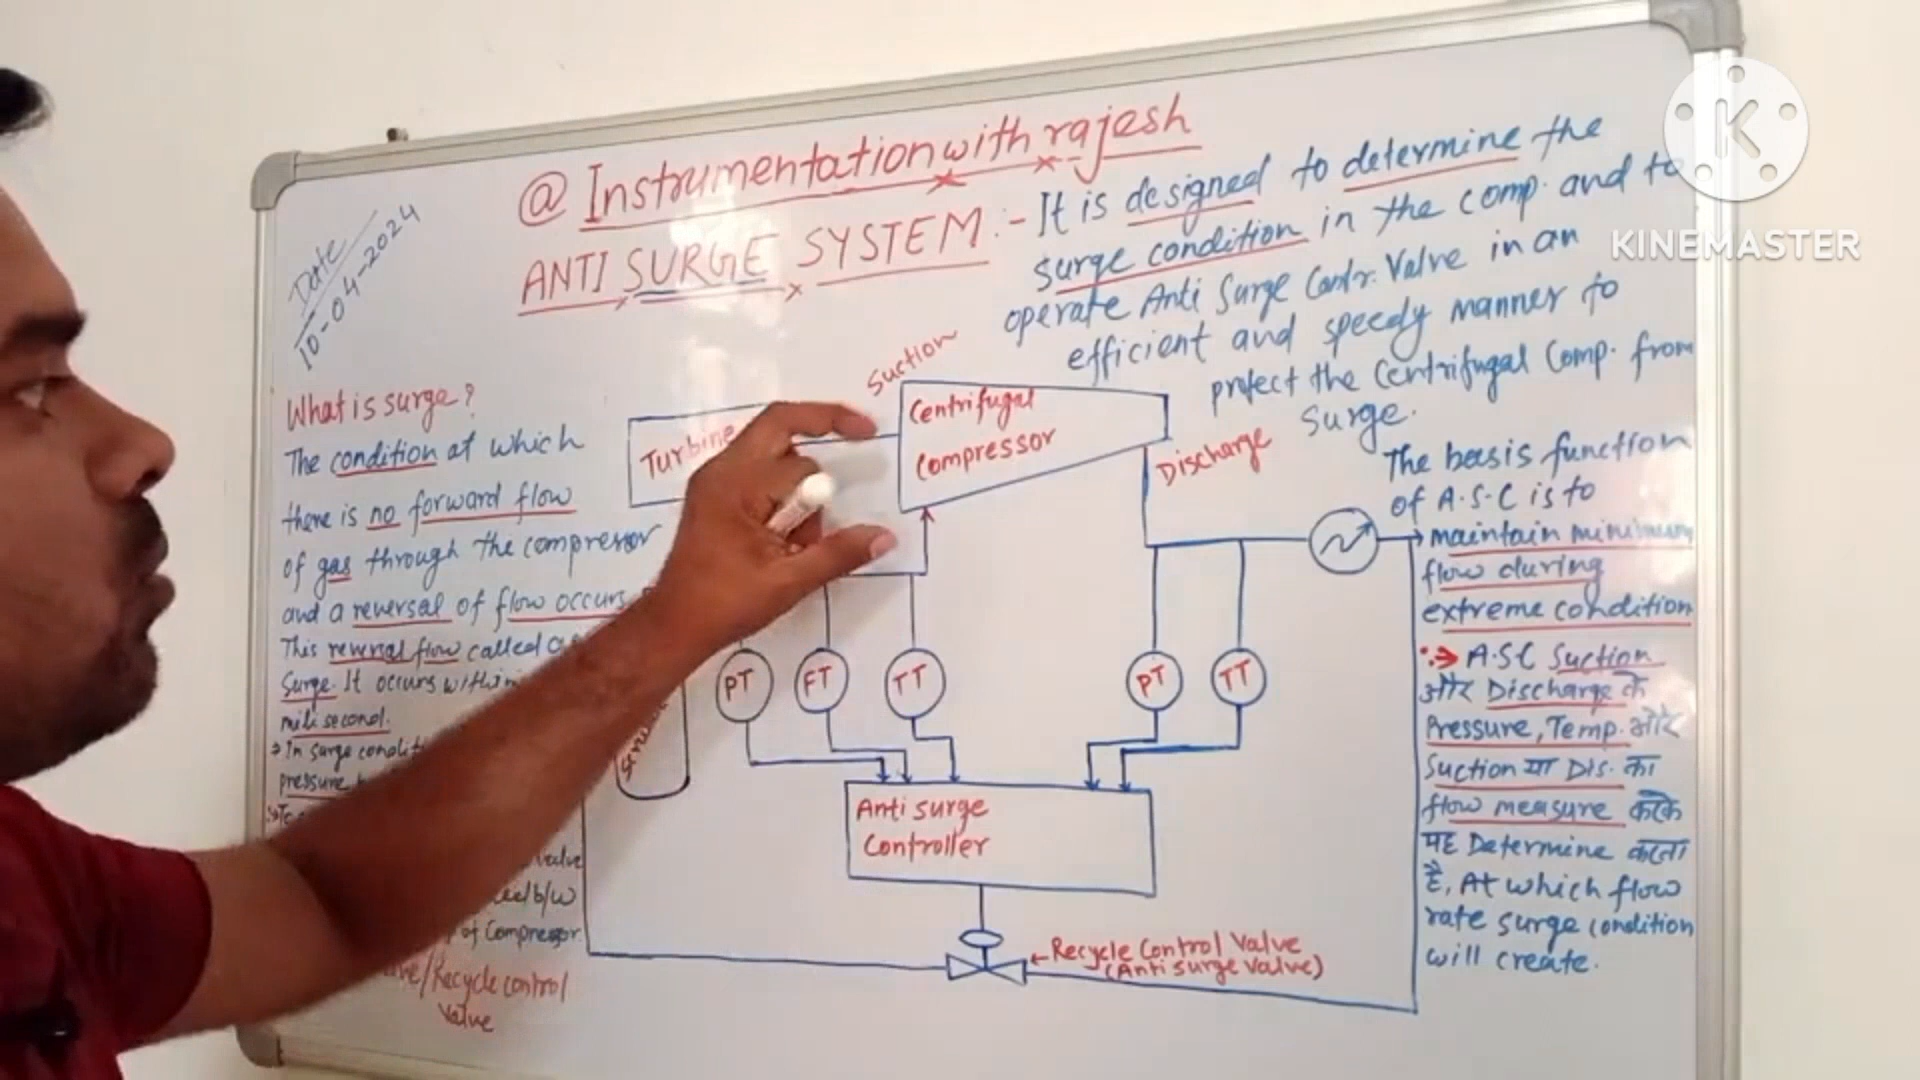 @ Instrumentation with rajesh
ANTI SURGE SYSTEM :- It is designed to determine the
surge condition in the comp. and to
operate Anti Surge Contr. Valve in an
efficient and speedy manner to
protect the Centrifugal Comp. from
surge.
Date
10-04-2024
KINEMASTER
What is surge?
The condition at which
there is no forward flow
of gas through the compressor
and a reversal of flow occurs
This reversal flow called
Surge. It occurs within
mili second.
→ In surge condit
pressure
valve
b/w
of Compressor
/Recycle control
Valve
Turbine
Suction
Centrifugal
Compressor
Discharge
PT
FT
TT
PT
TT
Anti surge
Controller
← Recycle Control Valve
(Anti surge valve)
The basis function
of A.S.C is to
maintain minimum
flow during
extreme condition
A.S.C Suction
और Discharge के
Pressure, Temp. और
Suction या Dis. का
flow measure करके
यह Determine करता
है, At which flow
rate surge condition
will create.